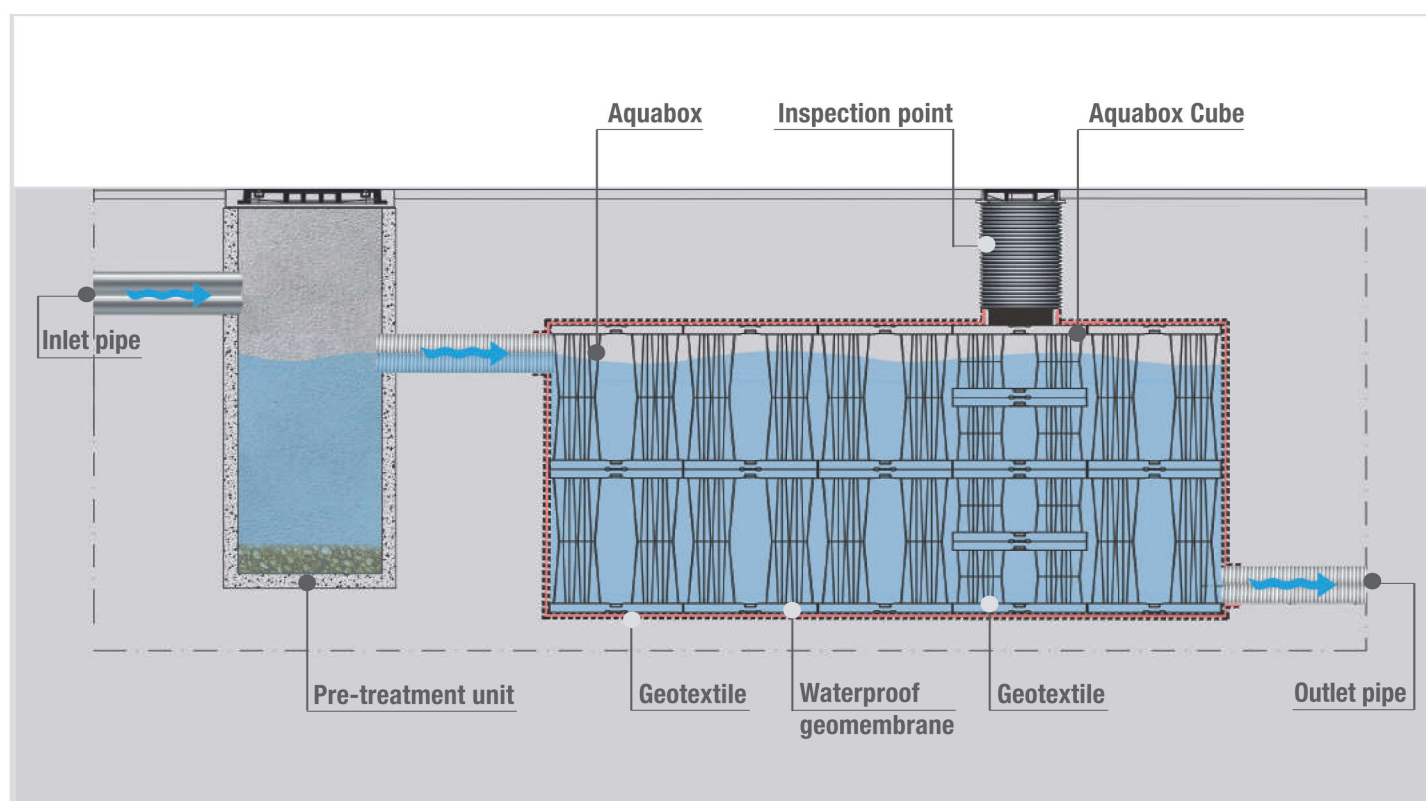 Aquabox
Inspection point
Aquabox Cube
Inlet pipe
Pre-treatment unit
Geotextile
Waterproof
geomembrane
Geotextile
Outlet pipe